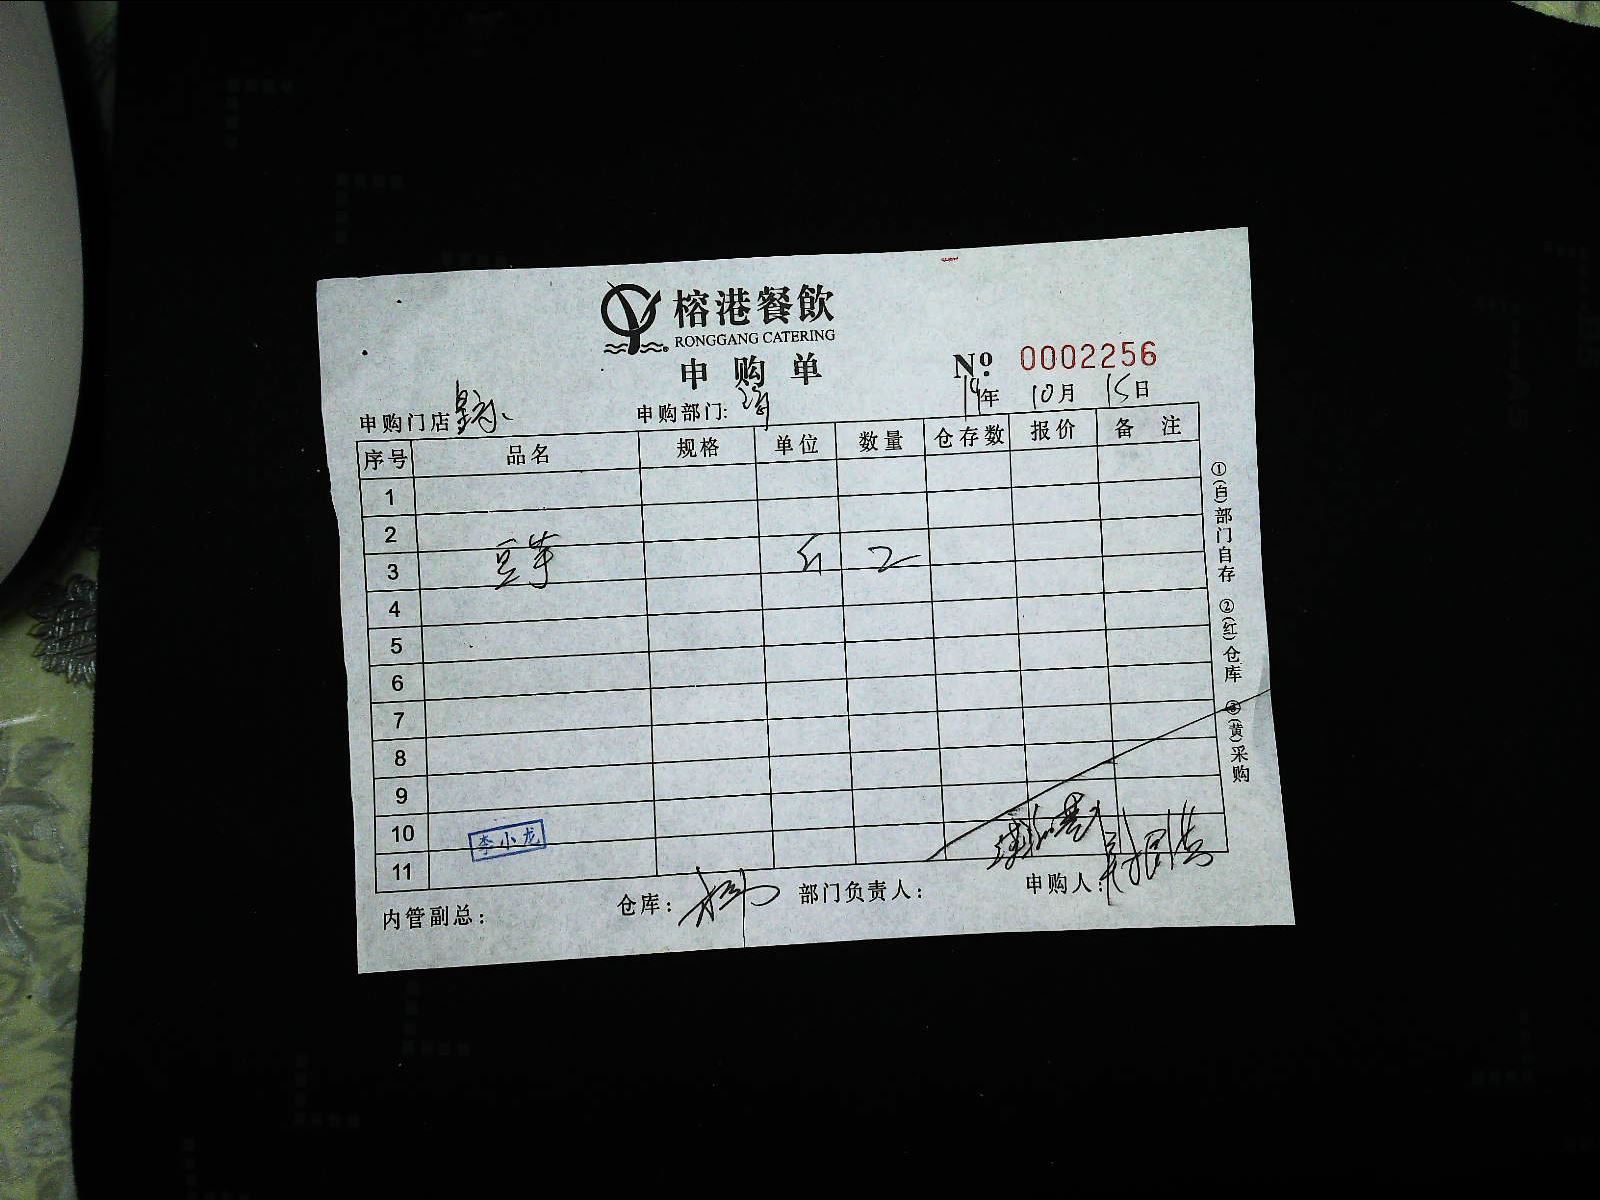 榕港餐飲
RONGGANG CATERING
申购单
№ 0002256
19年 10月 15日
申购门店 申购部门:
序号 品名 规格 单位 数量 仓存数 报价 备注
1
2
3 豆芽 斤 2
4
5
6
7
8
9
10
11
李小龙
内管副总: 仓库: 部门负责人: 申购人:
①(白)部门自存 ②(红)仓库 ③(黄)采购